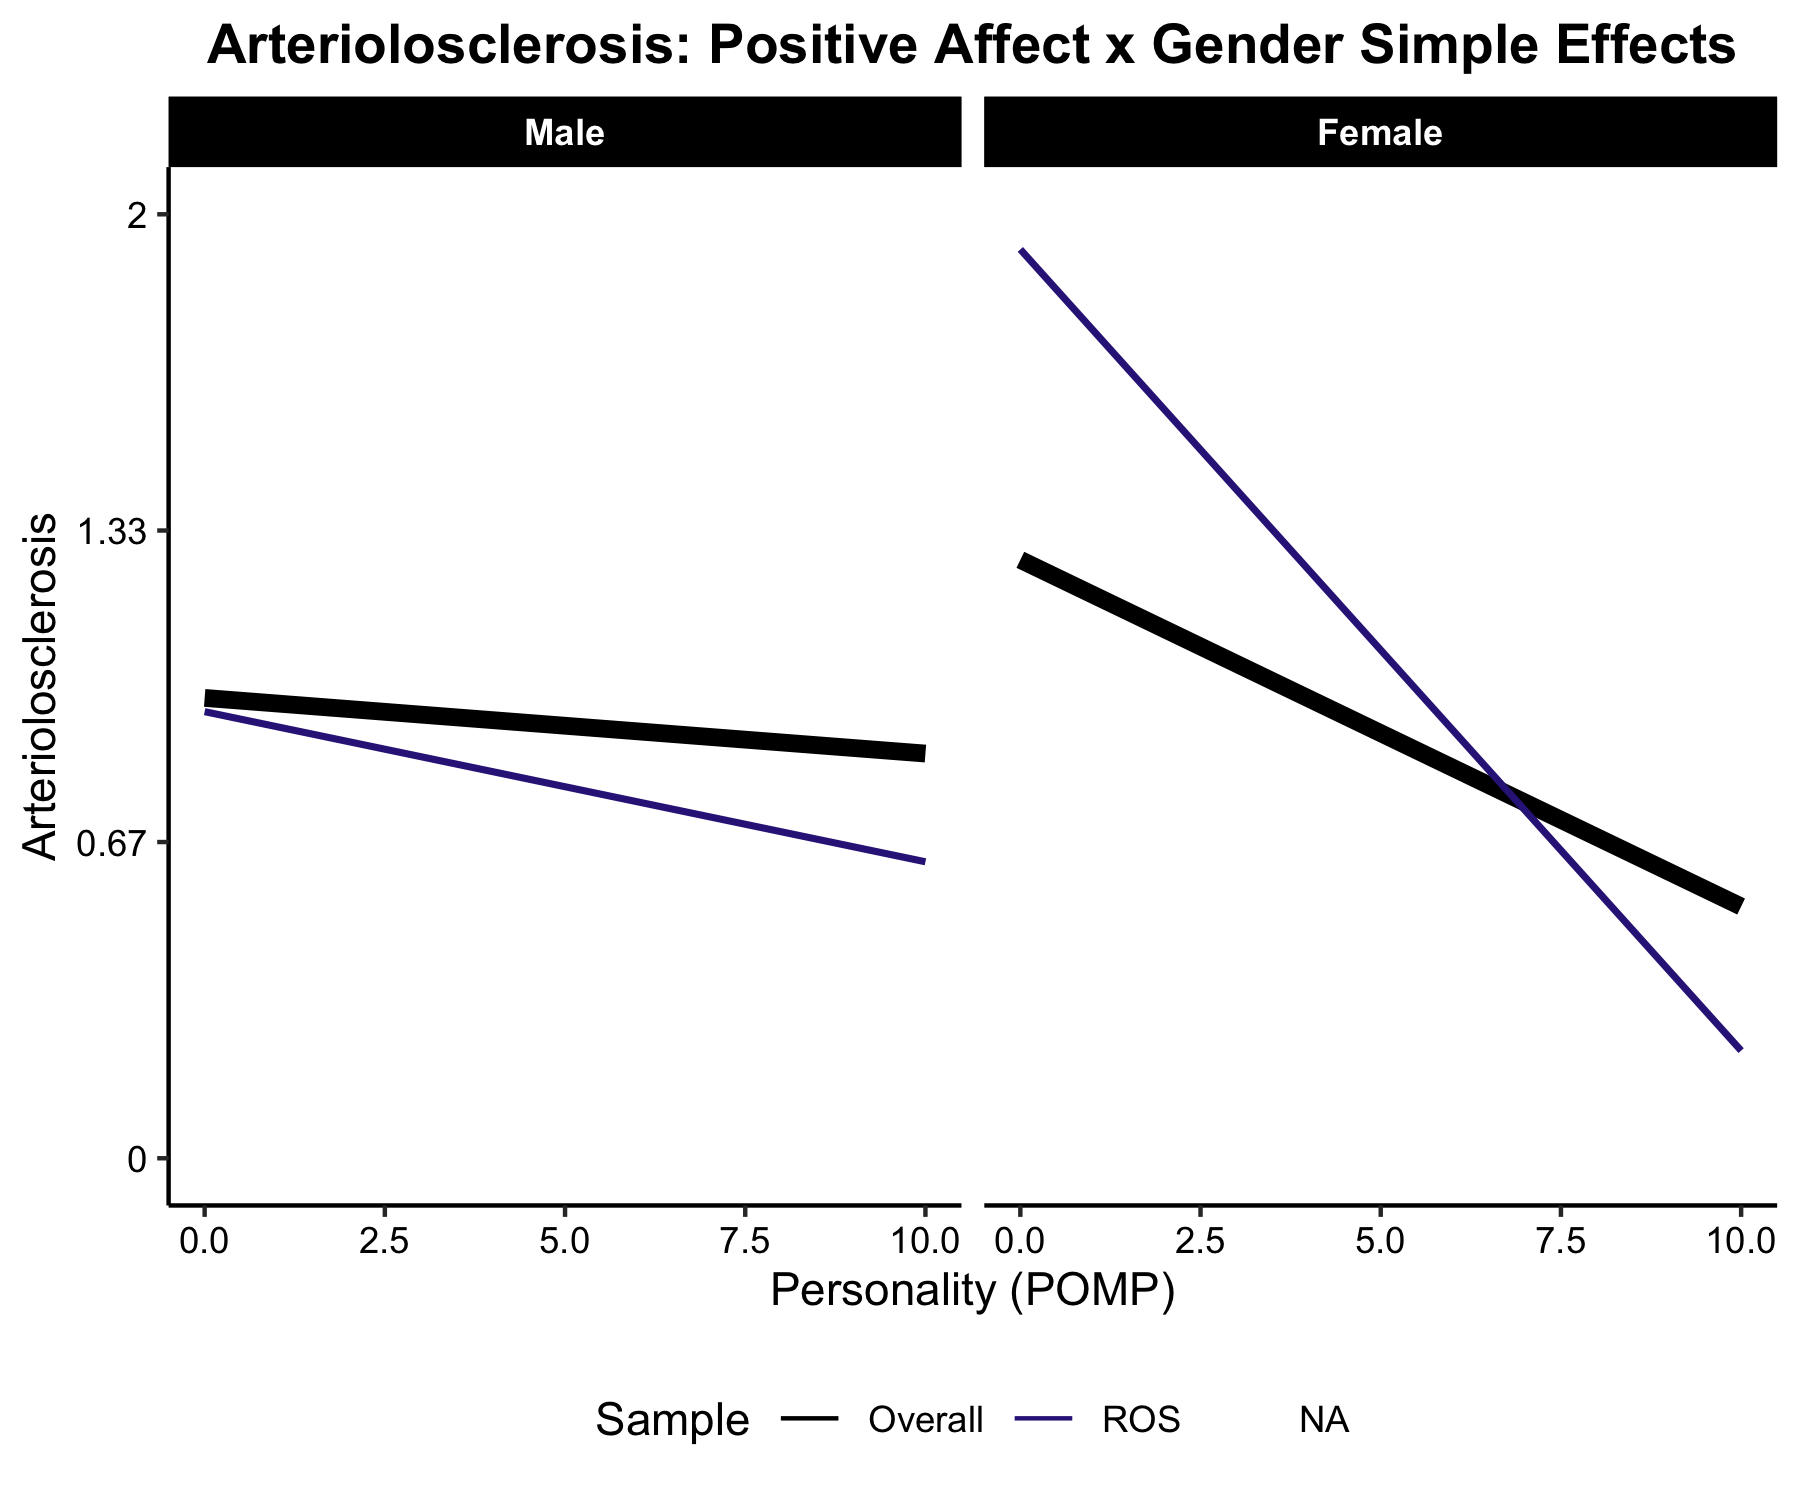 Arteriolosclerosis: Positive Affect x Gender Simple Effects
Male
Female
Arteriolosclerosis
2
1.33
0.67
0
0.0 2.5 5.0 7.5 10.0
0.0 2.5 5.0 7.5 10.0
Personality (POMP)
Sample Overall ROS NA